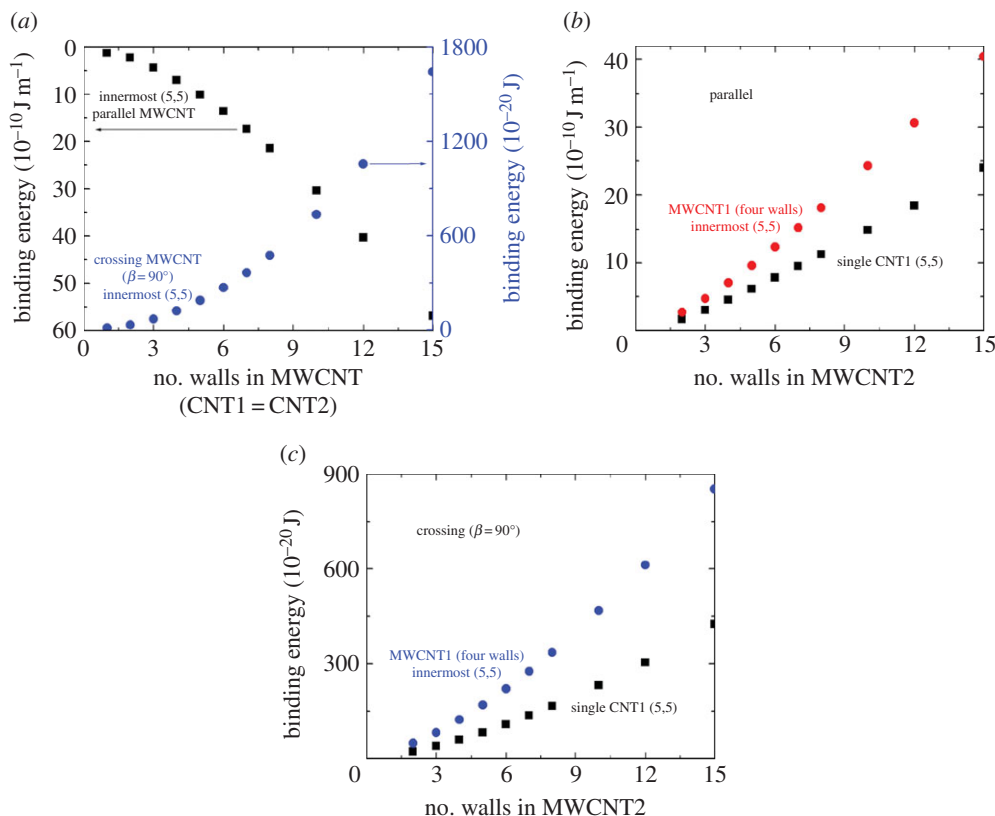 (a)
binding energy (10⁻¹⁰ J m⁻¹)
0
10
20
30
40
50
60
innermost (5,5)
parallel MWCNT
crossing MWCNT
(β = 90°)
innermost (5,5)
1800
1200
600
0
binding energy (10⁻²⁰ J)
0 3 6 9 12 15
no. walls in MWCNT
(CNT1 = CNT2)
(b)
binding energy (10⁻¹⁰ J m⁻¹)
40
30
20
10
0
parallel
MWCNT1 (four walls)
innermost (5,5)
single CNT1 (5,5)
3 6 9 12 15
no. walls in MWCNT2
(c)
binding energy (10⁻²⁰ J)
900
600
300
0
crossing (β = 90°)
MWCNT1 (four walls)
innermost (5,5)
single CNT1 (5,5)
3 6 9 12 15
no. walls in MWCNT2